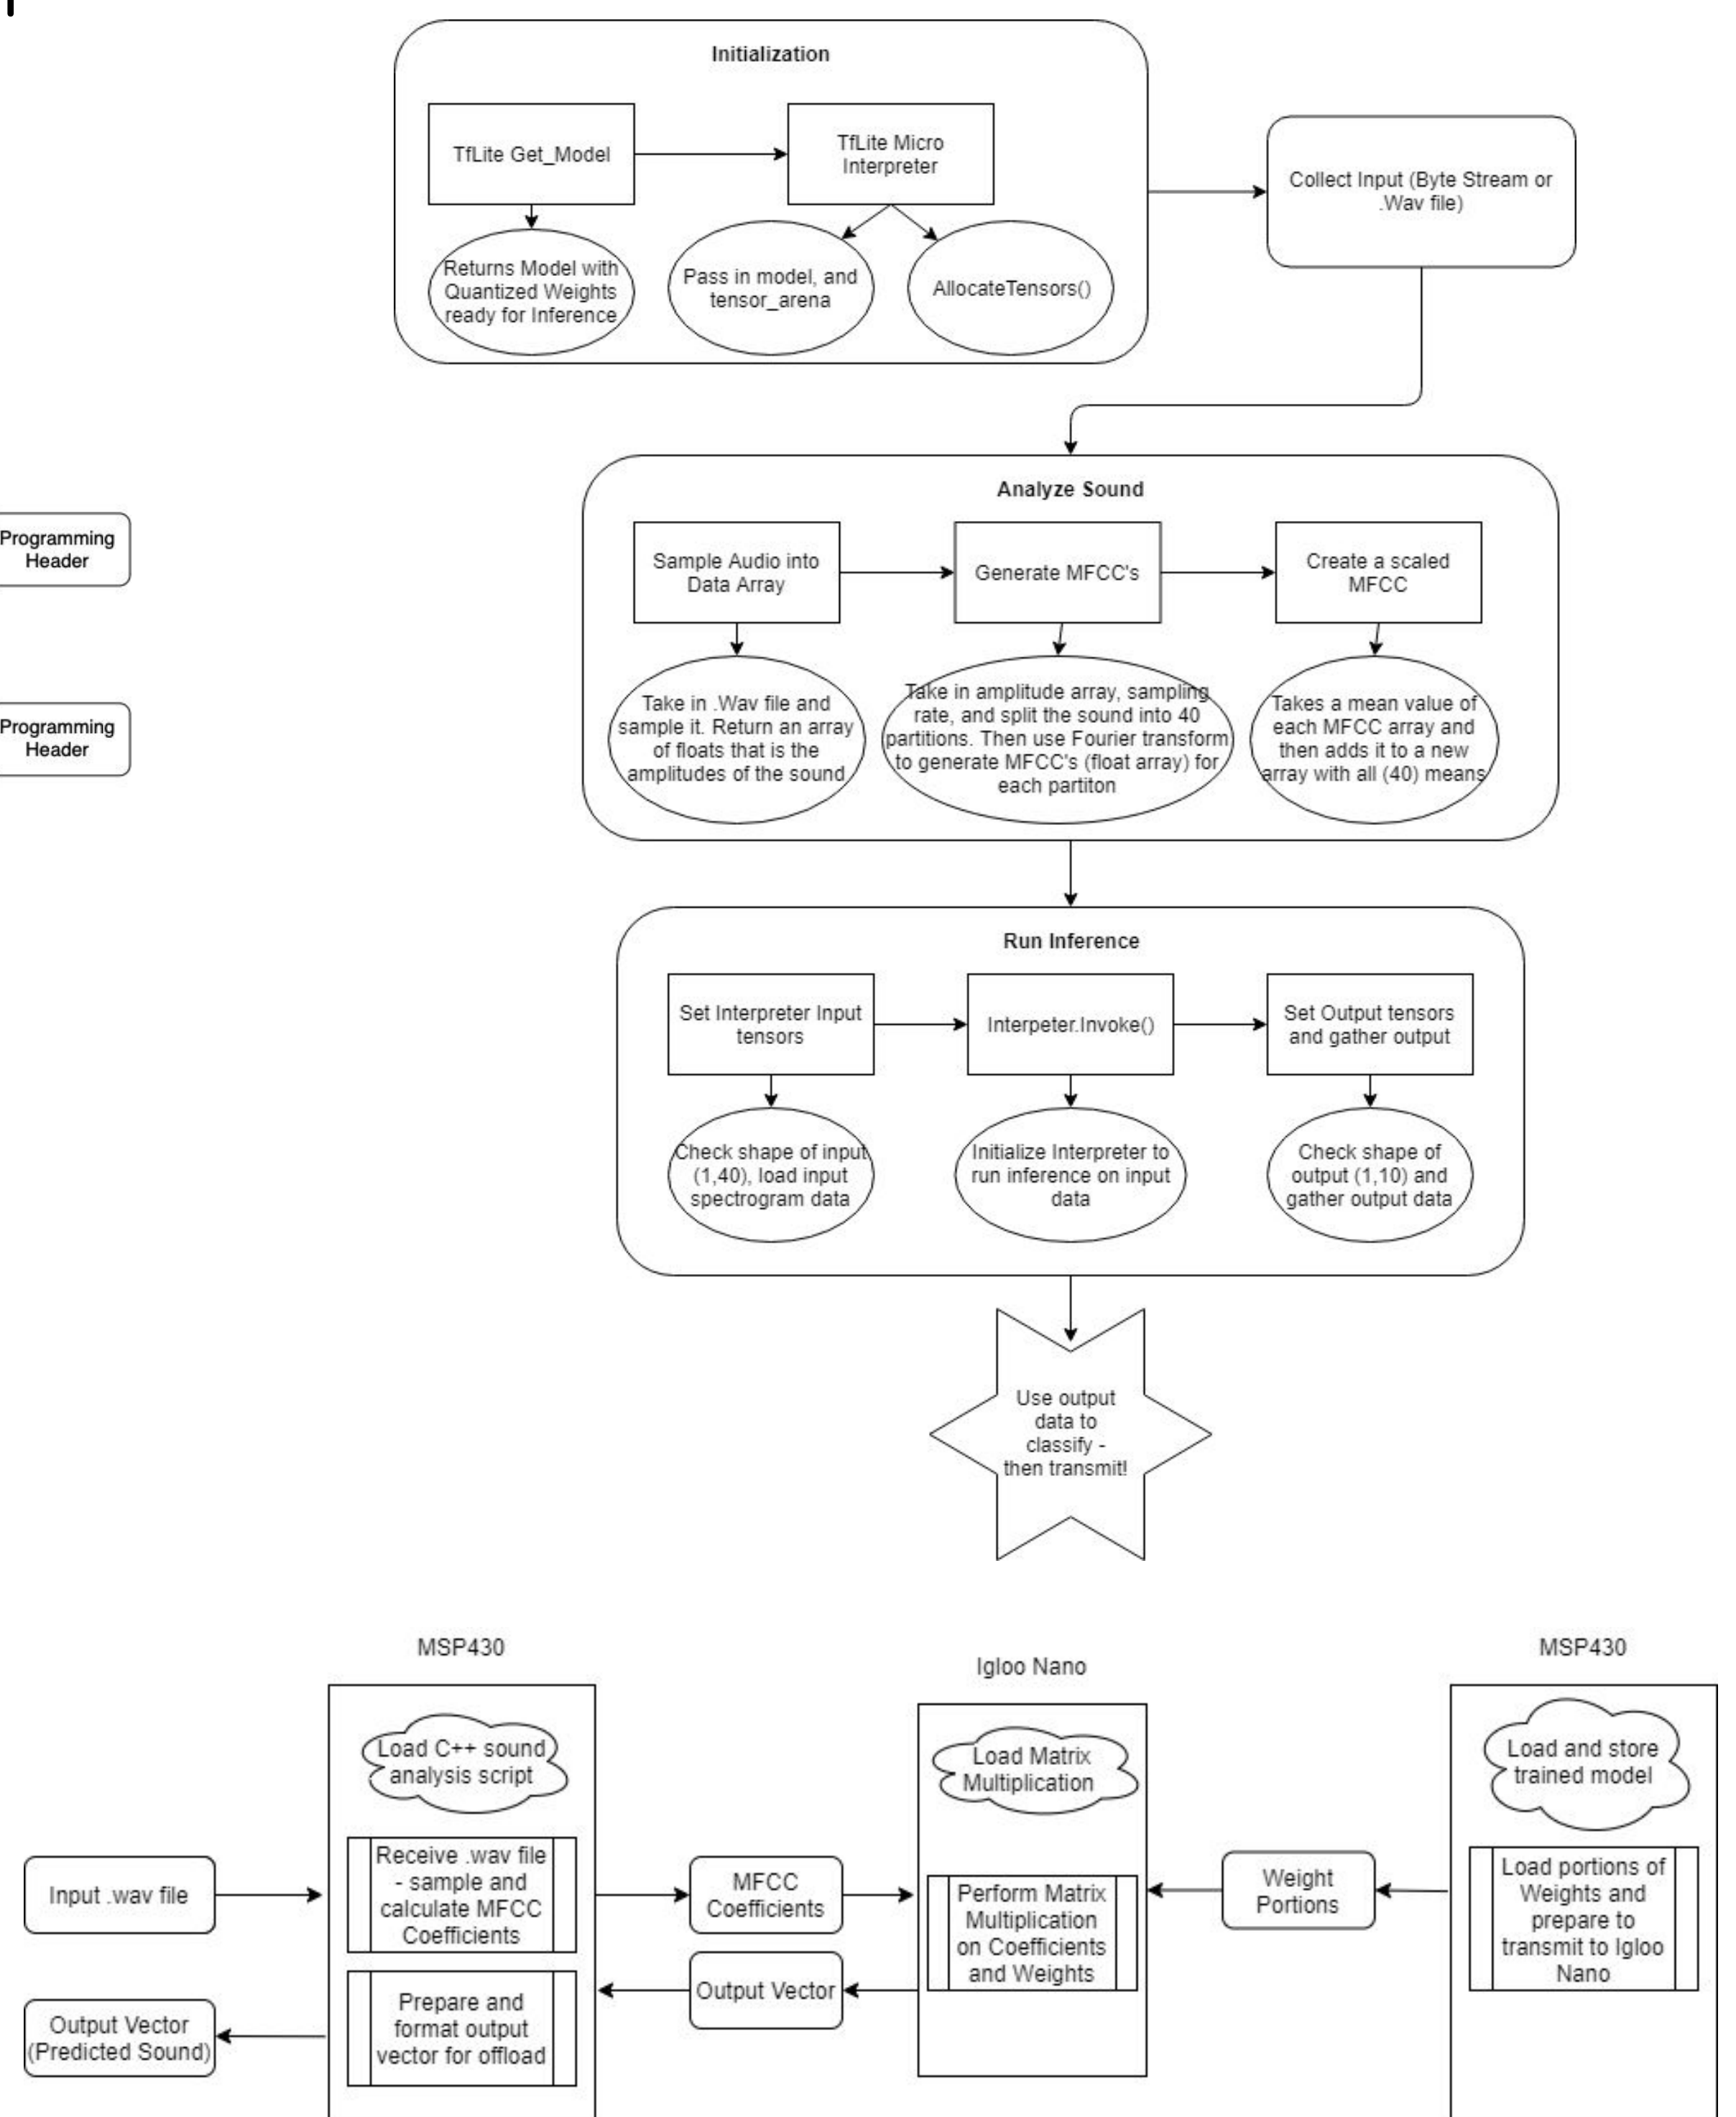 Initialization
TfLite Get_Model
TfLite Micro
Interpreter
Collect Input (Byte Stream or
.Wav file)
Returns Model with
Quantized Weights
ready for Inference
Pass in model, and
tensor_arena
AllocateTensors()
Analyze Sound
Programming
Header
Sample Audio into
Data Array
Generate MFCC's
Create a scaled
MFCC
Programming
Header
Take in .Wav file and
sample it. Return an array
of floats that is the
amplitudes of the sound
Take in amplitude array, sampling
rate, and split the sound into 40
partitions. Then use Fourier transform
to generate MFCC's (float array) for
each partiton
Takes a mean value of
each MFCC array and
then adds it to a new
array with all (40) means
Run Inference
Set Interpreter Input
tensors
Interpeter.Invoke()
Set Output tensors
and gather output
Check shape of input
(1,40), load input
spectrogram data
Initialize Interpreter to
run inference on input
data
Check shape of
output (1,10) and
gather output data
Use output
data to
classify -
then transmit!
MSP430
Igloo Nano
MSP430
Load C++ sound
analysis script
Load Matrix
Multiplication
Load and store
trained model
Input .wav file
Receive .wav file
- sample and
calculate MFCC
Coefficients
MFCC
Coefficients
Perform Matrix
Multiplication
on Coefficients
and Weights
Weight
Portions
Load portions of
Weights and
prepare to
transmit to Igloo
Nano
Output Vector
Output Vector
(Predicted Sound)
Prepare and
format output
vector for offload